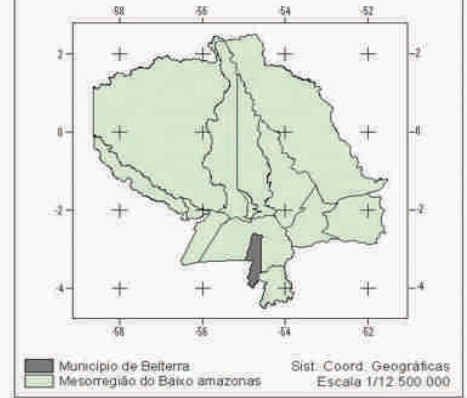 -58 -56 -54 -52
2 2
0 0
-2 -2
-4 -4
-58 -56 -54 -52
Município de Belterra
Mesorregião do Baixo amazonas
Sist. Coord. Geográficas
Escala 1/12 500 000